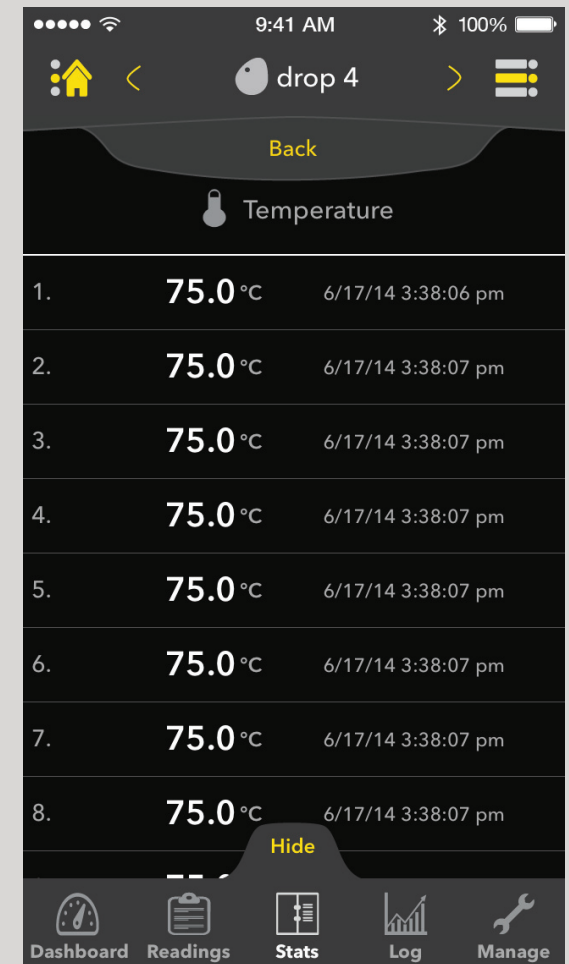 9:41 AM 100%
drop 4
Back
Temperature
1. 75.0 °C 6/17/14 3:38:06 pm
2. 75.0 °C 6/17/14 3:38:07 pm
3. 75.0 °C 6/17/14 3:38:07 pm
4. 75.0 °C 6/17/14 3:38:07 pm
5. 75.0 °C 6/17/14 3:38:07 pm
6. 75.0 °C 6/17/14 3:38:07 pm
7. 75.0 °C 6/17/14 3:38:07 pm
8. 75.0 °C 6/17/14 3:38:07 pm
Hide
Dashboard Readings Stats Log Manage